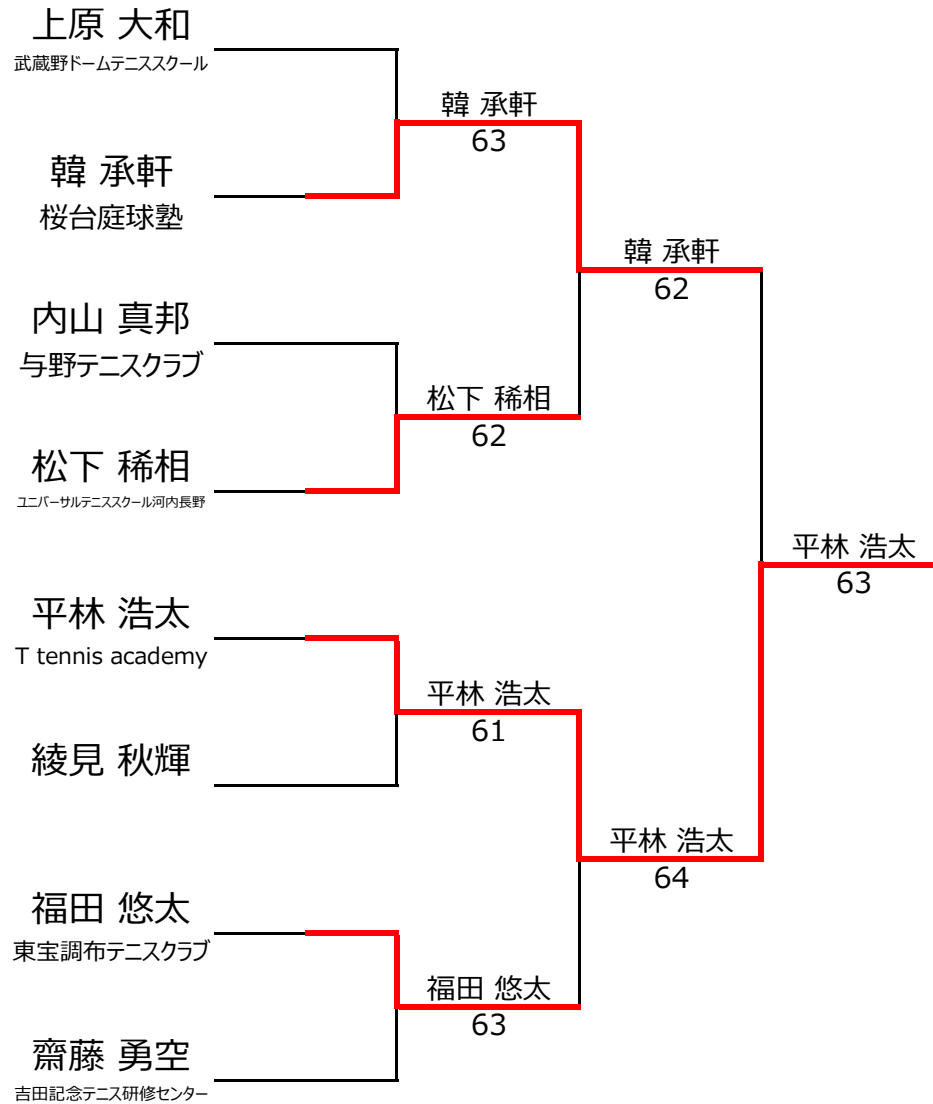 上原 大和
武蔵野ドームテニススクール
韓 承軒
63
韓 承軒
桜台庭球塾
韓 承軒
62
内山 真邦
与野テニスクラブ
松下 稀相
62
松下 稀相
ユニバーサルテニススクール河内長野
平林 浩太
63
平林 浩太
T tennis academy
平林 浩太
61
綾見 秋輝
平林 浩太
64
福田 悠太
東宝調布テニスクラブ
福田 悠太
63
齋藤 勇空
吉田記念テニス研修センター